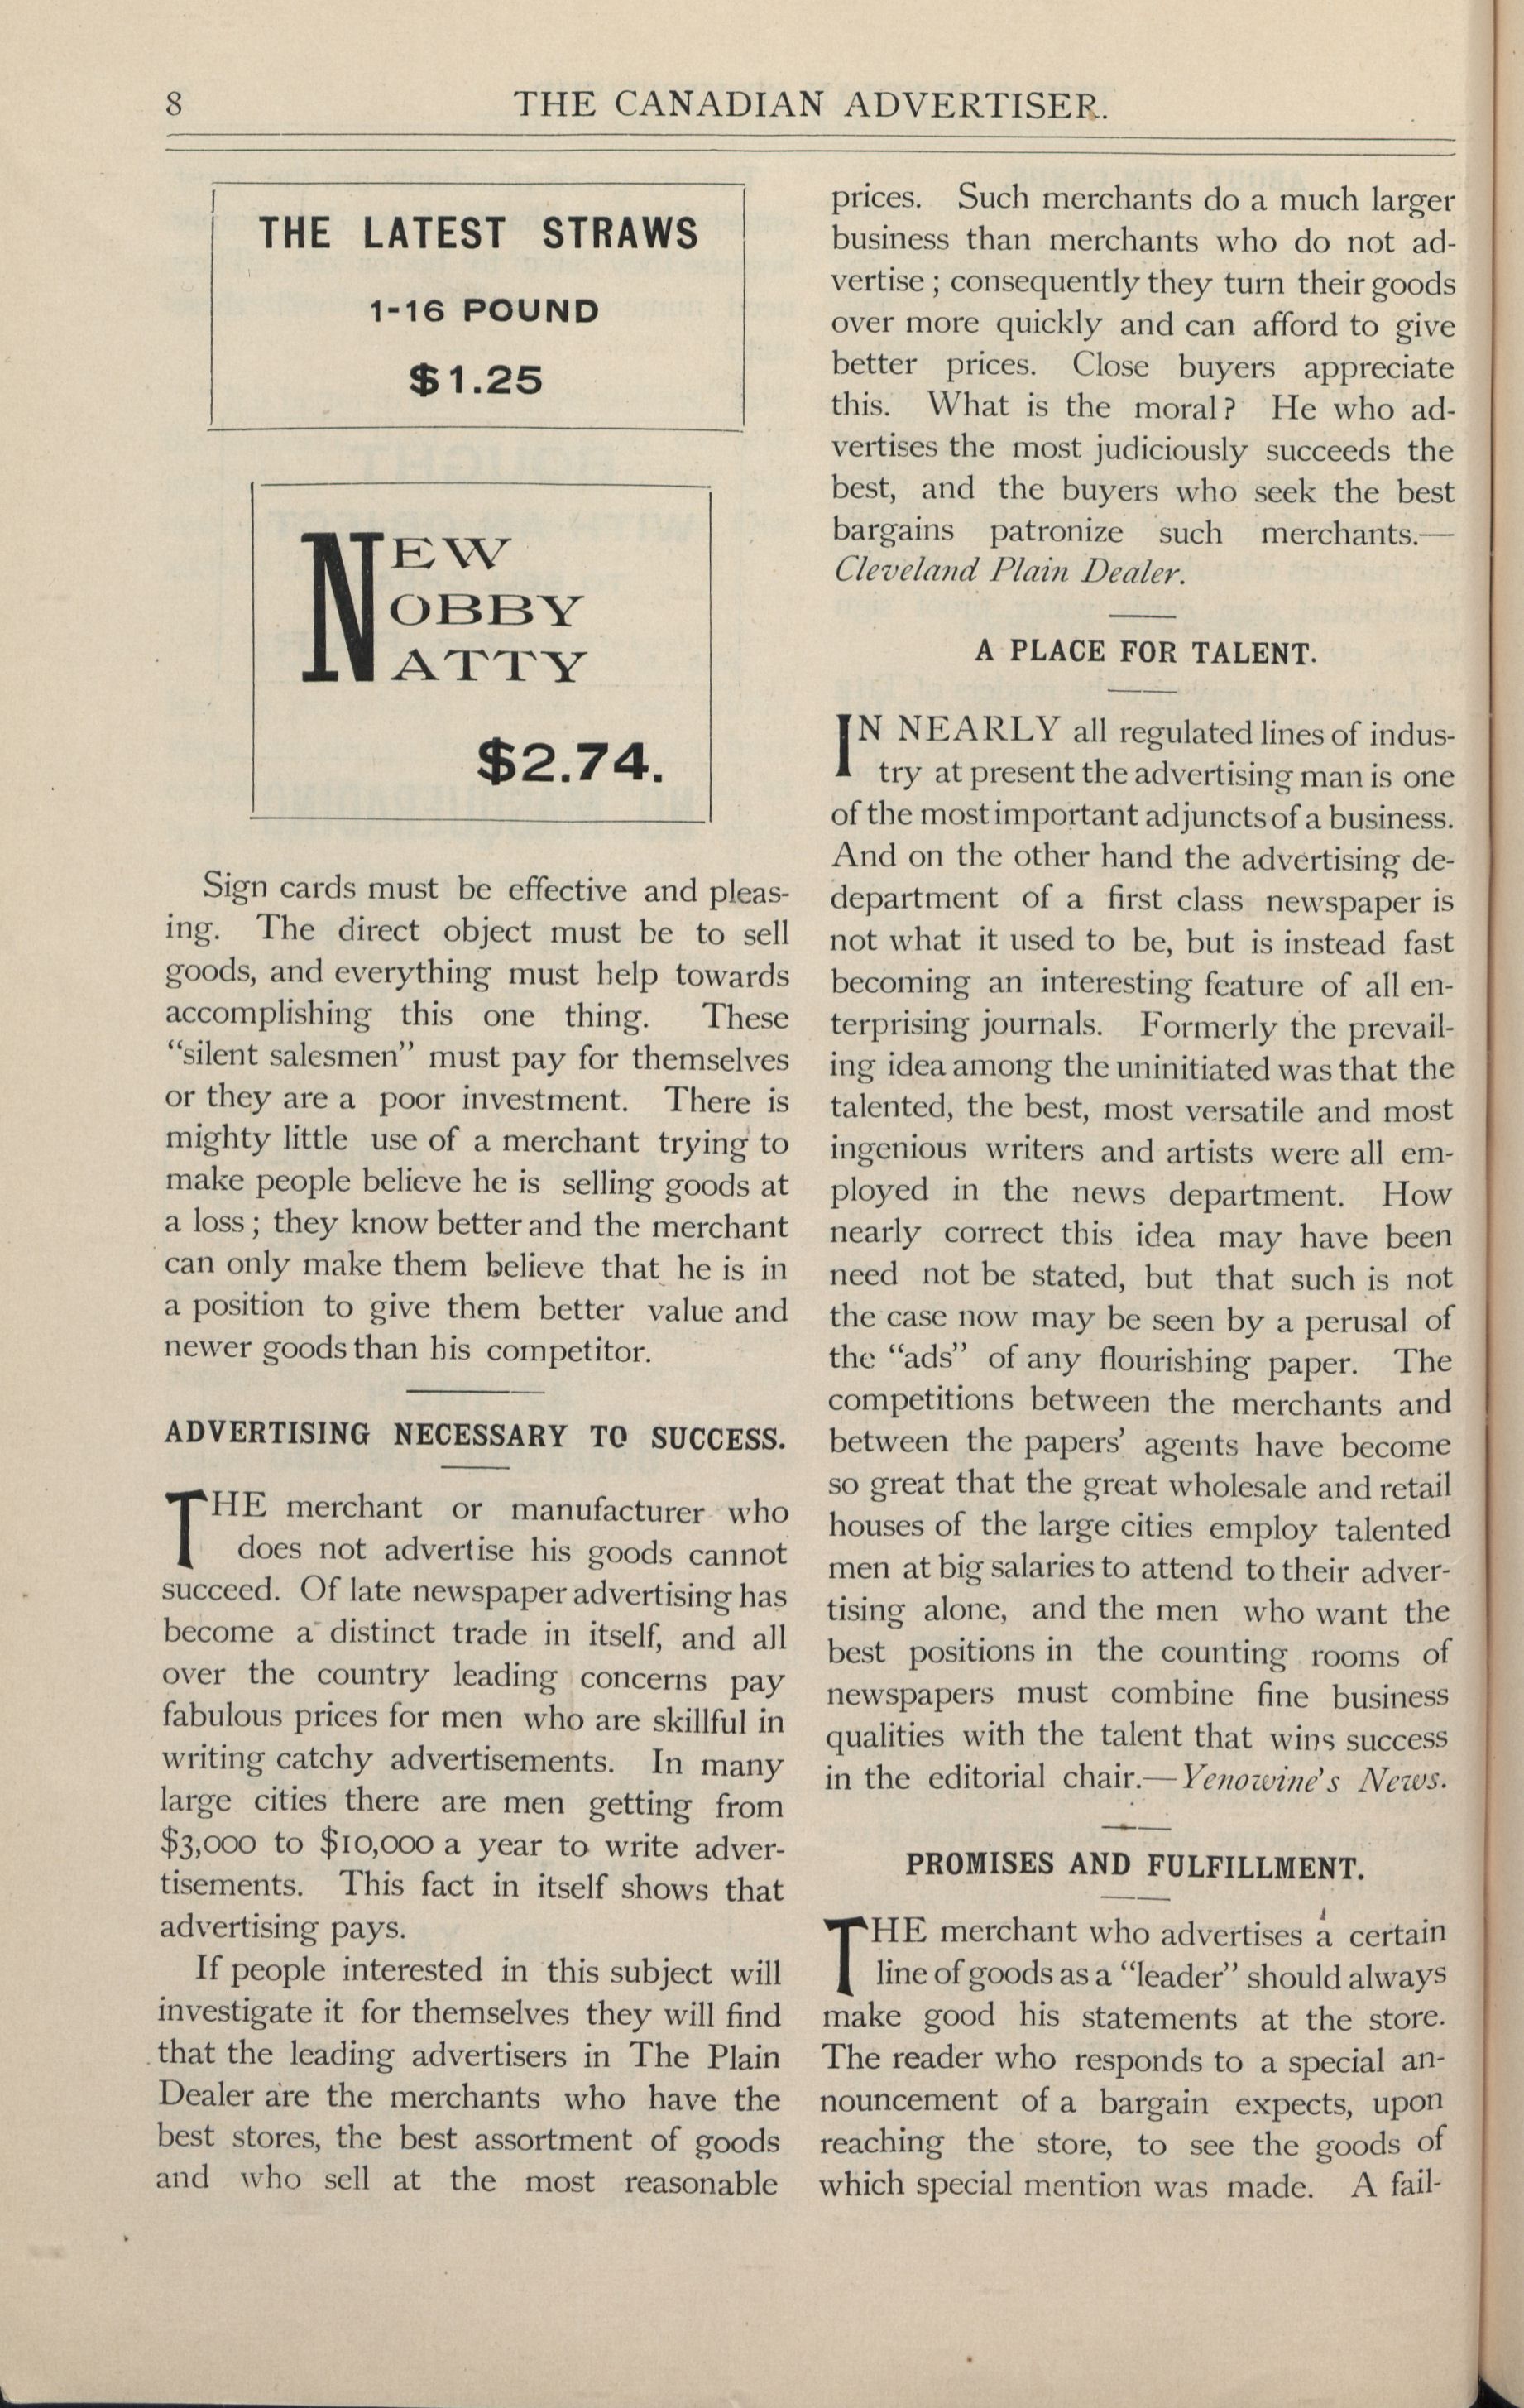 8
THE CANADIAN ADVERTISER.
THE LATEST STRAWS
1-16 POUND
$1.25
NEW
NOBBY
NATTY
$2.74.
Sign cards must be effective and pleas-
ing. The direct object must be to sell
goods, and everything must help towards
accomplishing this one thing. These
“silent salesmen” must pay for themselves
or they are a poor investment. There is
mighty little use of a merchant trying to
make people believe he is selling goods at
a loss; they know better and the merchant
can only make them believe that he is in
a position to give them better value and
newer goods than his competitor.
ADVERTISING NECESSARY TO SUCCESS.
THE merchant or manufacturer who
does not advertise his goods cannot
succeed. Of late newspaper advertising has
become a distinct trade in itself, and all
over the country leading concerns pay
fabulous prices for men who are skillful in
writing catchy advertisements. In many
large cities there are men getting from
$3,000 to $10,000 a year to write adver-
tisements. This fact in itself shows that
advertising pays.
If people interested in this subject will
investigate it for themselves they will find
that the leading advertisers in The Plain
Dealer are the merchants who have the
best stores, the best assortment of goods
and who sell at the most reasonable
prices. Such merchants do a much larger
business than merchants who do not ad-
vertise; consequently they turn their goods
over more quickly and can afford to give
better prices. Close buyers appreciate
this. What is the moral? He who ad-
vertises the most judiciously succeeds the
best, and the buyers who seek the best
bargains patronize such merchants.—
Cleveland Plain Dealer.
A PLACE FOR TALENT.
IN NEARLY all regulated lines of indus-
try at present the advertising man is one
of the most important adjuncts of a business.
And on the other hand the advertising de-
department of a first class newspaper is
not what it used to be, but is instead fast
becoming an interesting feature of all en-
terprising journals. Formerly the prevail-
ing idea among the uninitiated was that the
talented, the best, most versatile and most
ingenious writers and artists were all em-
ployed in the news department. How
nearly correct this idea may have been
need not be stated, but that such is not
the case now may be seen by a perusal of
the “ads” of any flourishing paper. The
competitions between the merchants and
between the papers’ agents have become
so great that the great wholesale and retail
houses of the large cities employ talented
men at big salaries to attend to their adver-
tising alone, and the men who want the
best positions in the counting rooms of
newspapers must combine fine business
qualities with the talent that wins success
in the editorial chair.—Yenowine’s News.
PROMISES AND FULFILLMENT.
THE merchant who advertises a certain
line of goods as a “leader” should always
make good his statements at the store.
The reader who responds to a special an-
nouncement of a bargain expects, upon
reaching the store, to see the goods of
which special mention was made. A fail-